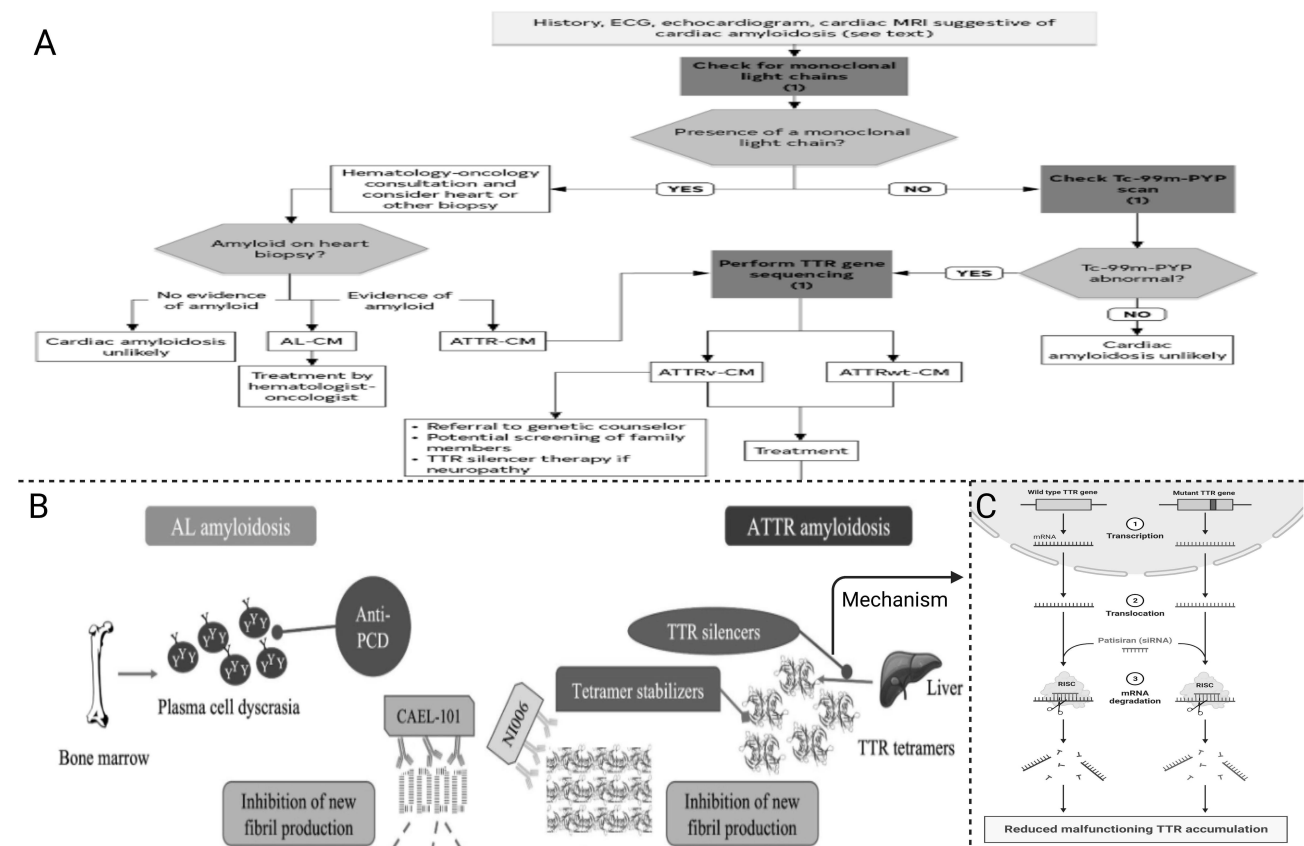 A
History, ECG, echocardiogram, cardiac MRI suggestive of
cardiac amyloidosis (see text)
Check for monoclonal
light chains
(1)
Presence of a monoclonal
light chain?
YES
NO
Hematology-oncology
consultation and
consider heart or
other biopsy
Check Tc-99m-PYP
scan
(1)
Amyloid on heart
biopsy?
Perform TTR gene
sequencing
(1)
YES
Tc-99m-PYP
abnormal?
No evidence
of amyloid
Evidence of
amyloid
NO
Cardiac amyloidosis
unlikely
AL-CM
ATTR-CM
Cardiac
amyloidosis unlikely
Treatment by
hematologist-
oncologist
ATTRv-CM
ATTRwt-CM
• Referral to genetic counselor
• Potential screening of family
members
• TTR silencer therapy if
neuropathy
Treatment
B
AL amyloidosis
ATTR amyloidosis
Anti-
PCD
Y
Y
Y
Y
Y
YYY
YYY
YYY
YYY
YYY
Plasma cell dyscrasia
Bone marrow
CAEL-101
NI006
Inhibition of new
fibril production
Mechanism
TTR silencers
Tetramer stabilizers
Liver
TTR tetramers
Inhibition of new
fibril production
C
Wild type TTR gene
Mutant TTR gene
1
Transcription
mRNA
2
Translocation
Patisiran (siRNA)
RISC
RISC
3
mRNA
degradation
Reduced malfunctioning TTR accumulation